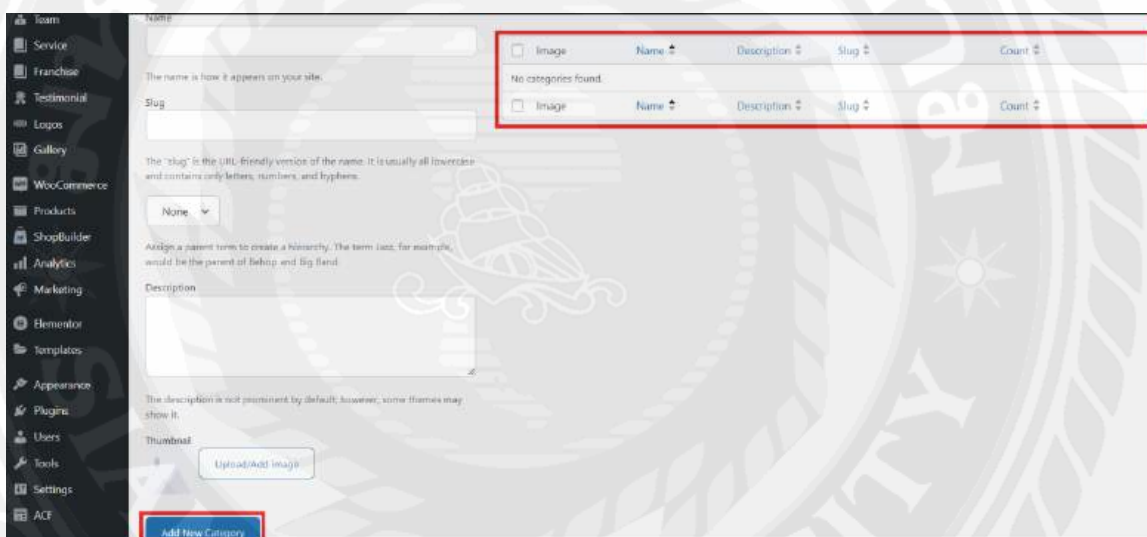 Team
Service
Franchise
Testimonial
Logos
Gallery
WooCommerce
Products
ShopBuilder
Analytics
Marketing
Elementor
Templates
Appearance
Plugins
Users
Tools
Settings
ACF
Name
The name is how it appears on your site.
Slug
The "slug" is the URL-friendly version of the name. It is usually all lowercase
and contains only letters, numbers, and hyphens.
None
Assign a parent term to create a hierarchy. The term Jazz, for example,
would be the parent of Bebop and Big Band.
Description
The description is not prominent by default; however, some themes may
show it.
Thumbnail
Upload/Add image
Add New Category
Image Name Description Slug Count
No categories found.
Image Name Description Slug Count